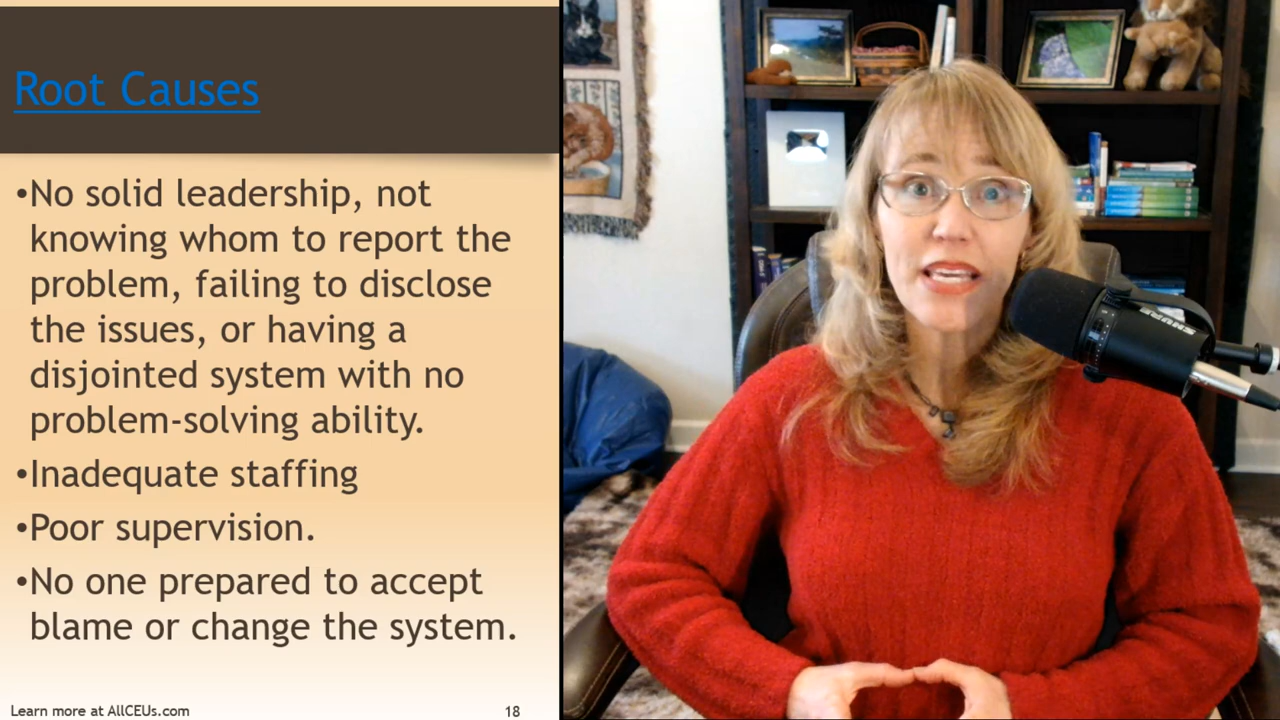 Root Causes
•No solid leadership, not
knowing whom to report the
problem, failing to disclose
the issues, or having a
disjointed system with no
problem-solving ability.
•Inadequate staffing
•Poor supervision.
•No one prepared to accept
blame or change the system.
Learn more at AllCEUs.com
18
SHURE